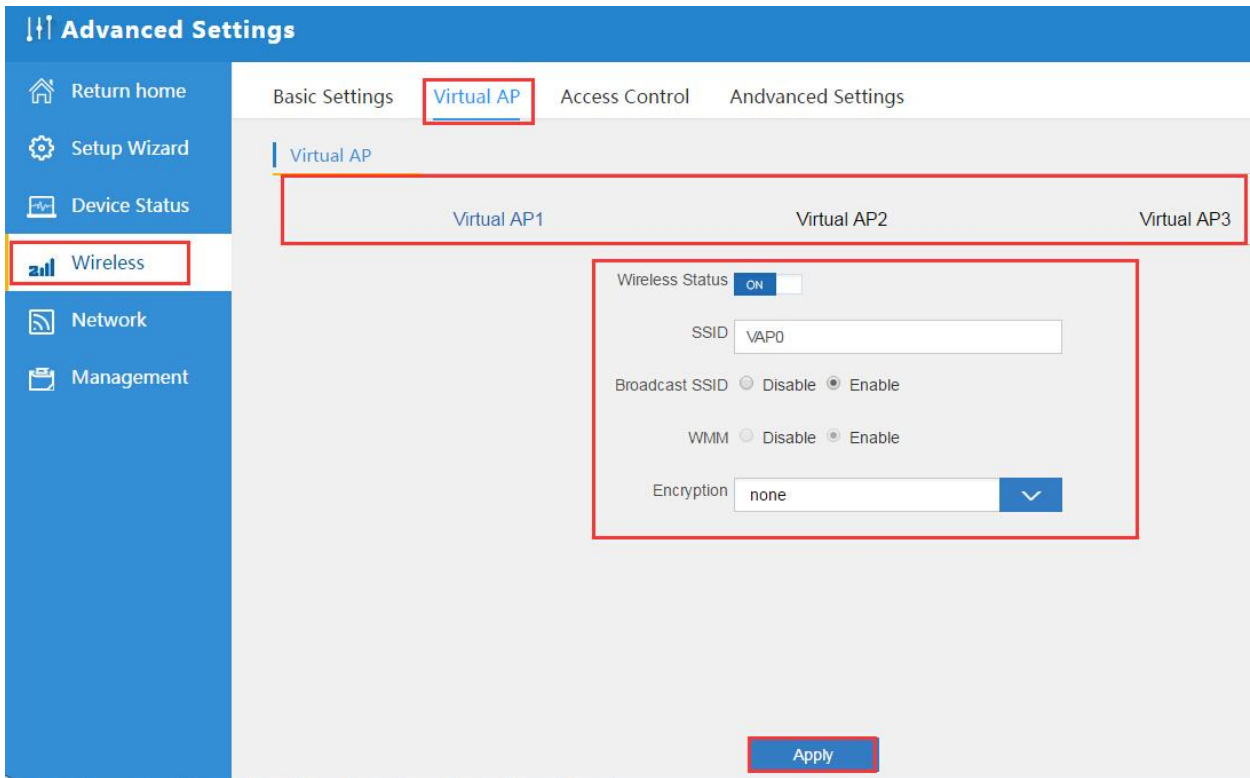 Advanced Settings
Return home
Setup Wizard
Device Status
Wireless
Network
Management
Basic Settings Virtual AP Access Control Andvanced Settings
Virtual AP
Virtual AP1 Virtual AP2 Virtual AP3
Wireless Status ON
SSID VAP0
Broadcast SSID Disable Enable
WMM Disable Enable
Encryption none
Apply